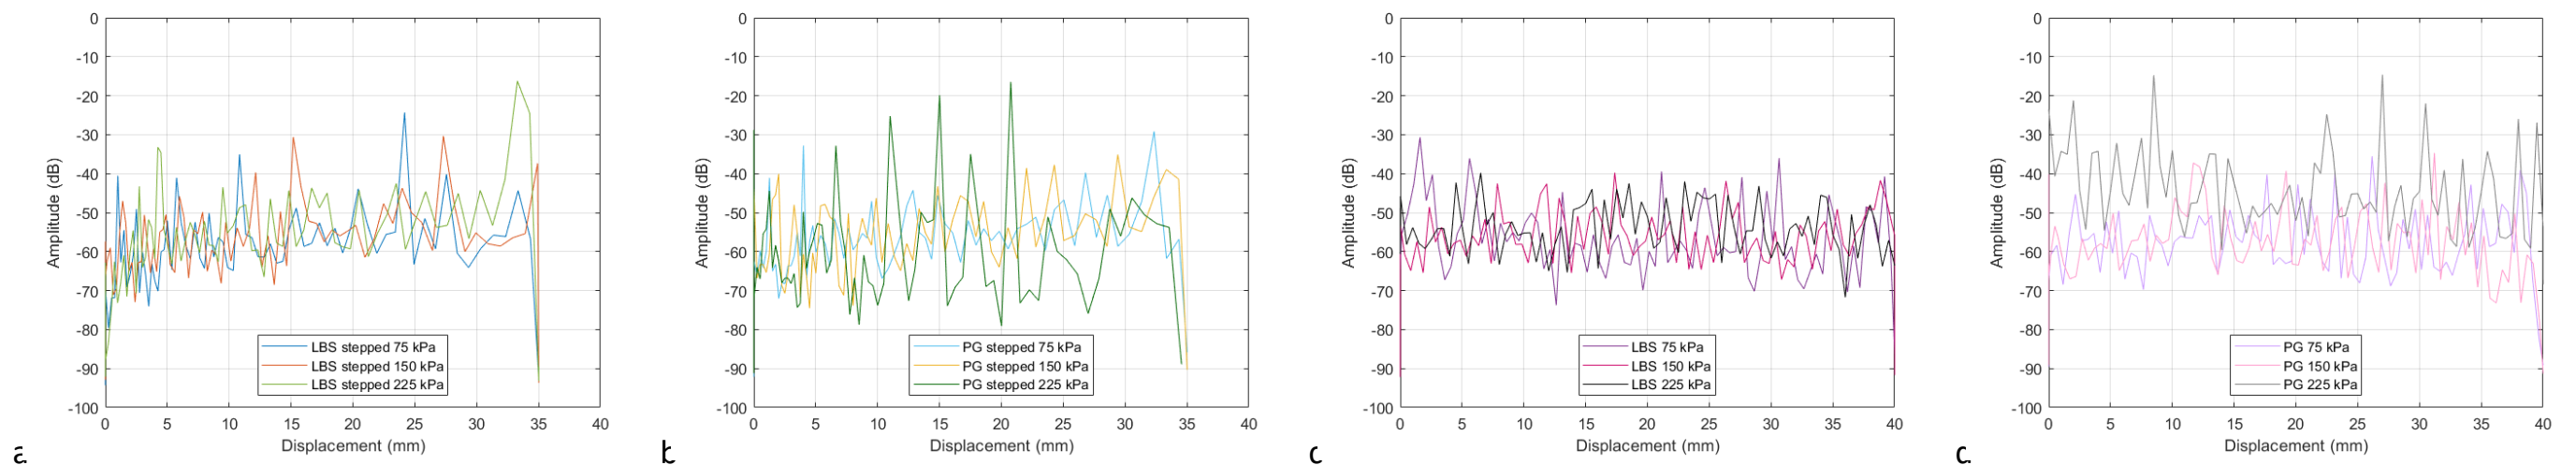 0
-10
-20
-30
-40
-50
-60
-70
-80
-90
-100
Amplitude (dB)
LBS stepped 75 kPa
LBS stepped 150 kPa
LBS stepped 225 kPa
0 5 10 15 20 25 30 35 40
Displacement (mm)
a.
0
-10
-20
-30
-40
-50
-60
-70
-80
-90
-100
Amplitude (dB)
PG stepped 75 kPa
PG stepped 150 kPa
PG stepped 225 kPa
0 5 10 15 20 25 30 35 40
Displacement (mm)
b
0
-10
-20
-30
-40
-50
-60
-70
-80
-90
-100
Amplitude (dB)
LBS 75 kPa
LBS 150 kPa
LBS 225 kPa
0 5 10 15 20 25 30 35 40
Displacement (mm)
c
0
-10
-20
-30
-40
-50
-60
-70
-80
-90
-100
Amplitude (dB)
PG 75 kPa
PG 150 kPa
PG 225 kPa
0 5 10 15 20 25 30 35 40
Displacement (mm)